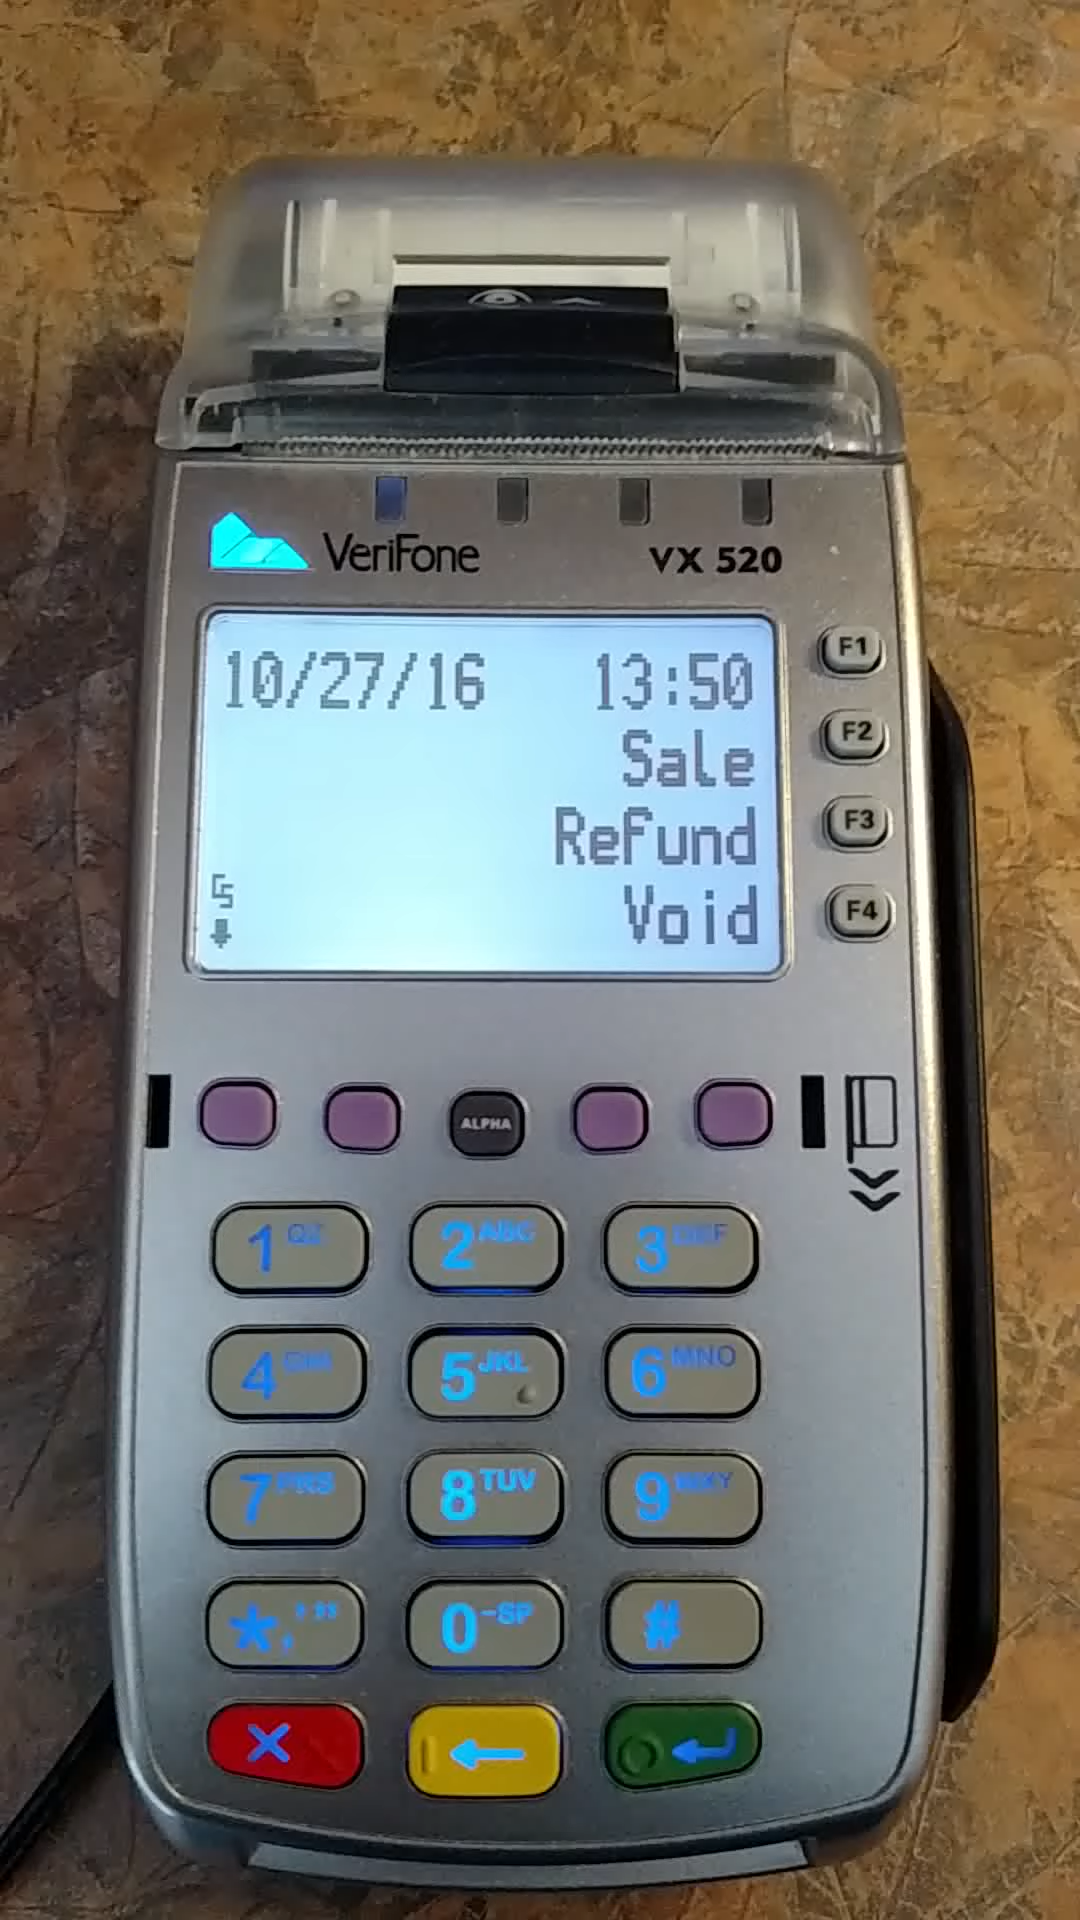 VeriFone VX 520
10/27/16 13:50
F1
Sale
F2
Refund
F3
Void
F4
ALPHA
1 QZ. 2 ABC 3 DEF
4 GHI 5 JKL 6 MNO
7 PRS 8 TUV 9 WXY
*,'" 0 -SP #